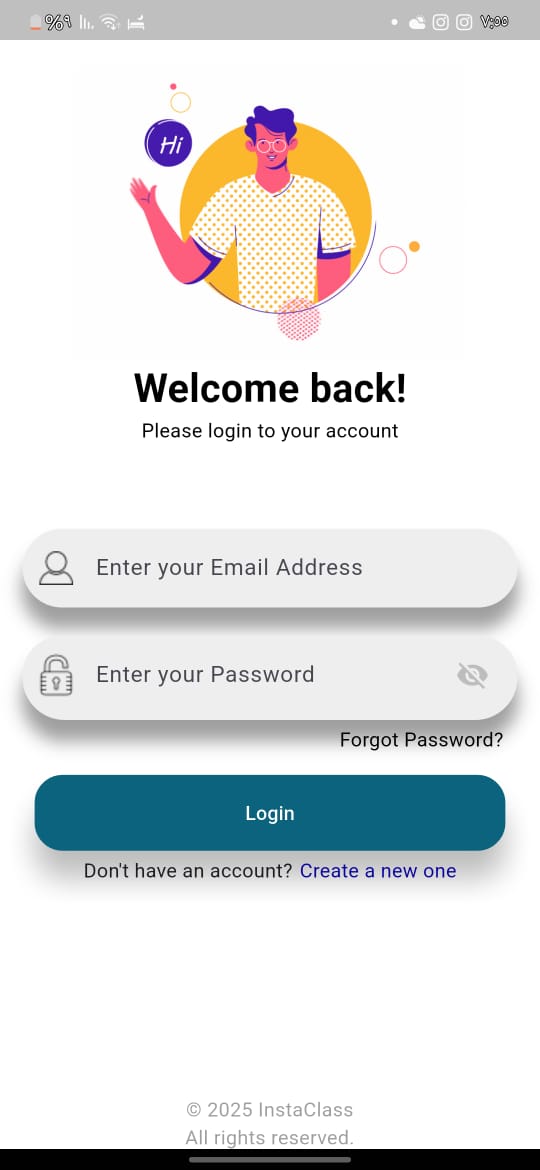 %٩
٧:٥٥
Hi
Welcome back!
Please login to your account
Enter your Email Address
Enter your Password
Forgot Password?
Login
Don't have an account? Create a new one
© 2025 InstaClass
All rights reserved.